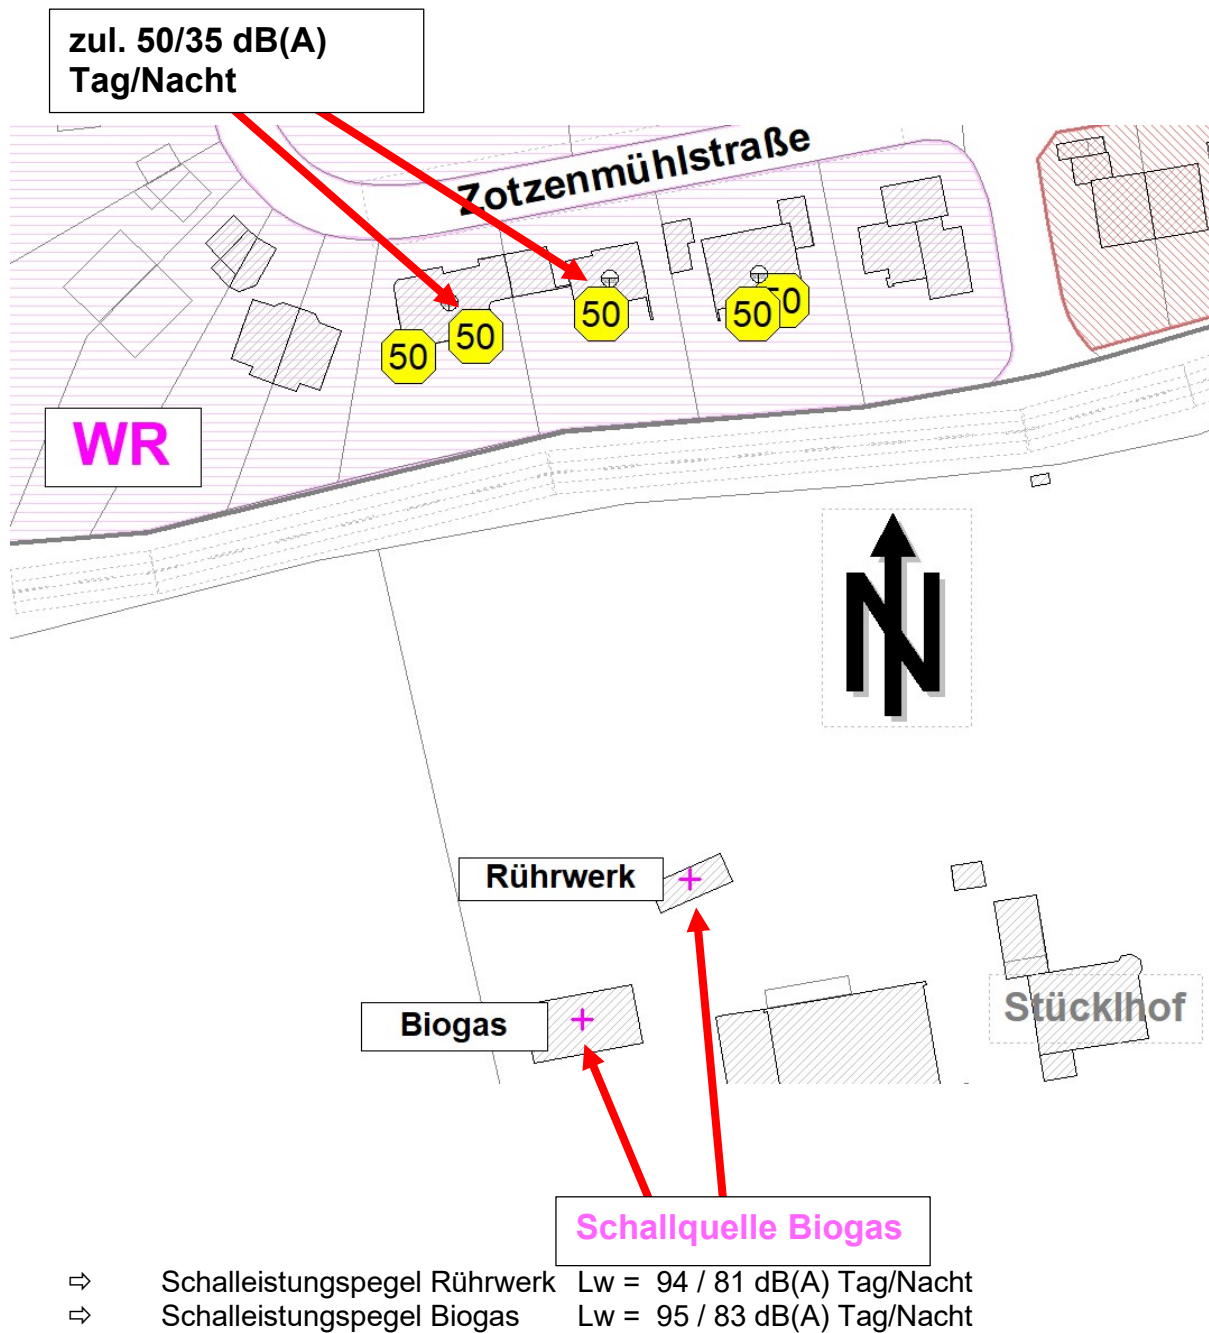 zul. 50/35 dB(A)
Tag/Nacht
Zotzenmühlstraße
50
50
50
50
50
WR
N
Rührwerk
Biogas
Stücklhof
Schallquelle Biogas
⇨ Schalleistungspegel Rührwerk Lw = 94 / 81 dB(A) Tag/Nacht
⇨ Schalleistungspegel Biogas Lw = 95 / 83 dB(A) Tag/Nacht